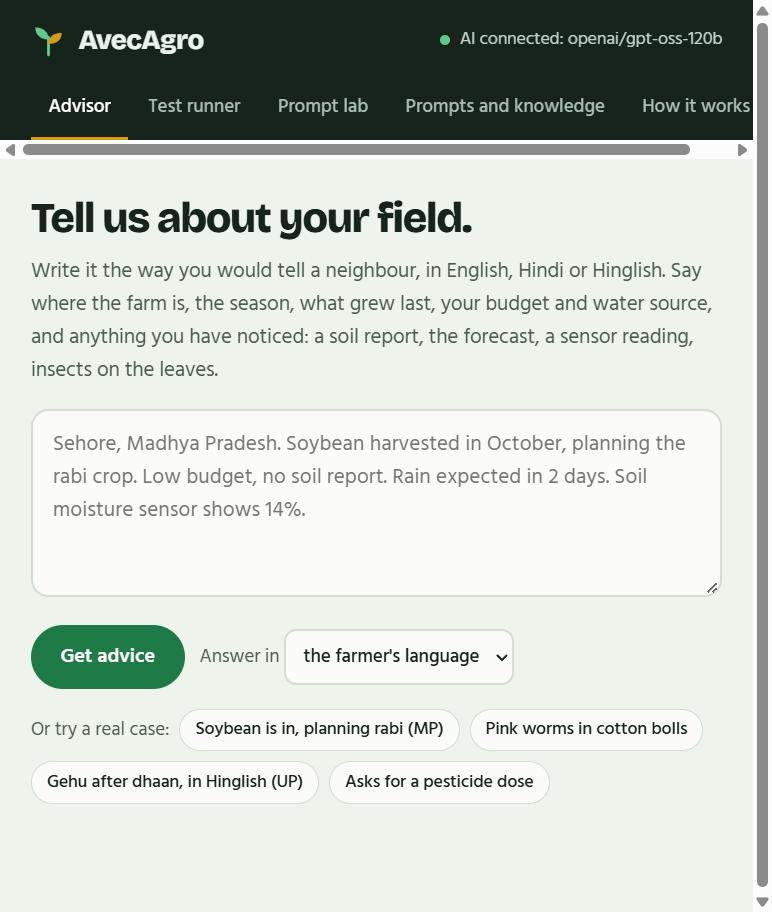 AvecAgro
AI connected: openai/gpt-oss-120b
Advisor
Test runner
Prompt lab
Prompts and knowledge
How it works
Tell us about your field.
Write it the way you would tell a neighbour, in English, Hindi or Hinglish. Say
where the farm is, the season, what grew last, your budget and water source,
and anything you have noticed: a soil report, the forecast, a sensor reading,
insects on the leaves.
Sehore, Madhya Pradesh. Soybean harvested in October, planning the
rabi crop. Low budget, no soil report. Rain expected in 2 days. Soil
moisture sensor shows 14%.
Get advice
Answer in
the farmer's language
Or try a real case:
Soybean is in, planning rabi (MP)
Pink worms in cotton bolls
Gehu after dhaan, in Hinglish (UP)
Asks for a pesticide dose